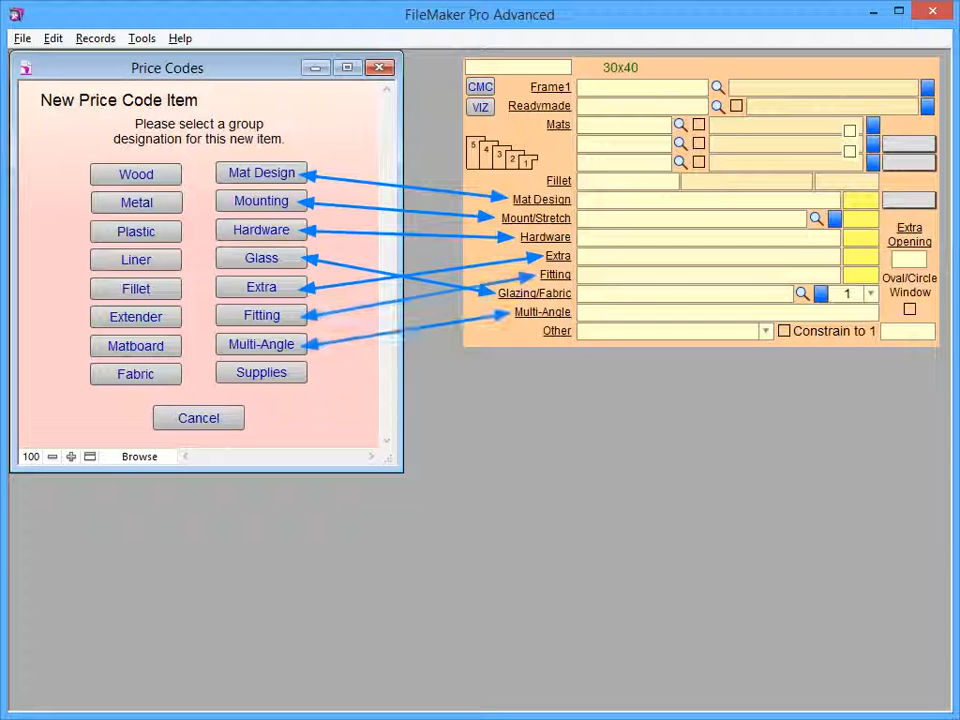 FileMaker Pro Advanced
File Edit Records Tools Help
Price Codes
New Price Code Item
Please select a group
designation for this new item.
Wood
Metal
Plastic
Liner
Fillet
Extender
Matboard
Fabric
Mat Design
Mounting
Hardware
Glass
Extra
Fitting
Multi-Angle
Supplies
Cancel
100 Browse
30x40
CMC Frame1
VIZ Readymade
Mats
5 4 3 2 1
Fillet
Mat Design
Mount/Stretch
Hardware
Extra
Fitting
Glazing/Fabric 1
Multi-Angle
Other Constrain to 1
Extra
Opening
Oval/Circle
Window